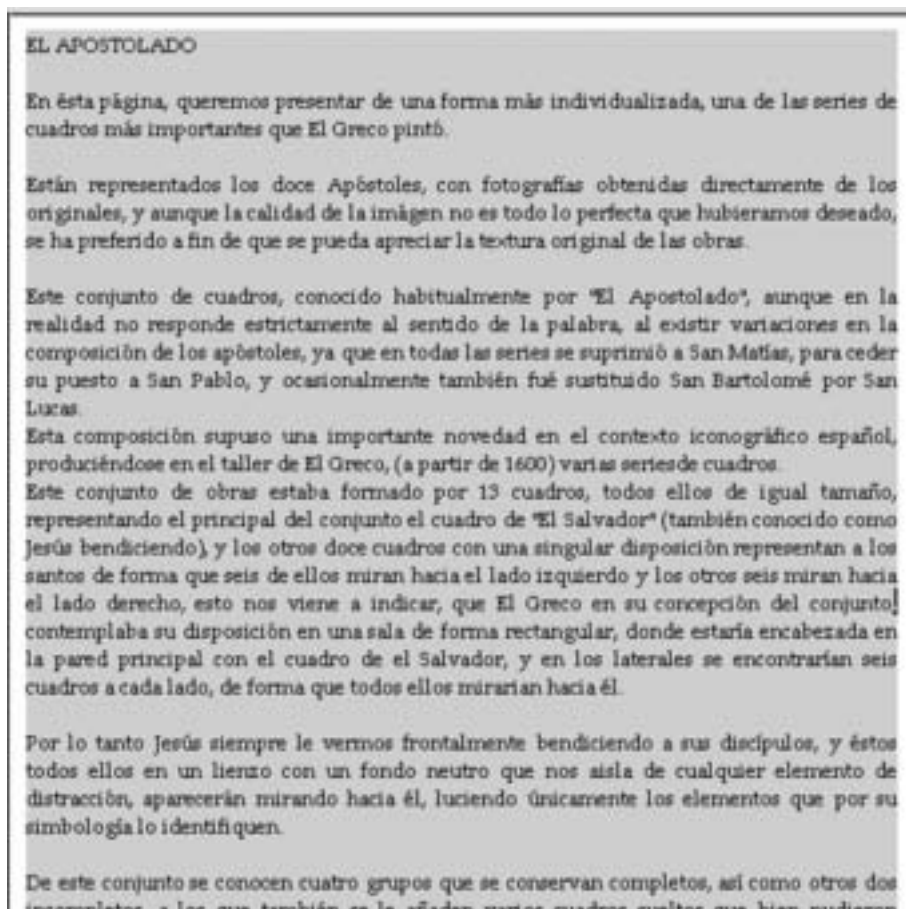 EL APOSTOLADO
En ésta página, queremos presentar de una forma más individualizada, una de las series de
cuadros más importantes que El Greco pintó.
Están representados los doce Apóstoles, con fotografías obtenidas directamente de los
originales, y aunque la calidad de la imágen no es todo lo perfecta que hubieramos deseado,
se ha preferido a fin de que se pueda apreciar la textura original de las obras.
Este conjunto de cuadros, conocido habitualmente por "El Apostolado", aunque en la
realidad no responde estrictamente al sentido de la palabra, al existir variaciones en la
composición de los apóstoles, ya que en todas las series se suprimió a San Matías, para ceder
su puesto a San Pablo, y ocasionalmente también fué sustituido San Bartolomé por San
Lucas.
Esta composición supuso una importante novedad en el contexto iconográfico español,
produciéndose en el taller de El Greco, (a partir de 1600) varias seriesde cuadros.
Este conjunto de obras estaba formado por 13 cuadros, todos ellos de igual tamaño,
representando el principal del conjunto el cuadro de "El Salvador" (también conocido como
Jesús bendiciendo), y los otros doce cuadros con una singular disposición representan a los
santos de forma que seis de ellos miran hacia el lado izquierdo y los otros seis miran hacia
el lado derecho, esto nos viene a indicar, que El Greco en su concepción del conjunto
contemplaba su disposición en una sala de forma rectangular, donde estaría encabezada en
la pared principal con el cuadro de el Salvador, y en los laterales se encontrarían seis
cuadros a cada lado, de forma que todos ellos mirarian hacia él.
Por lo tanto Jesús siempre le vermos frontalmente bendiciendo a sus discípulos, y éstos
todos ellos en un lienzo con un fondo neutro que nos aisla de cualquier elemento de
distracción, aparecerán mirando hacia él, luciendo únicamente los elementos que por su
simbología lo identifiquen.
De este conjunto se conocen cuatro grupos que se conservan completos, así como otros dos